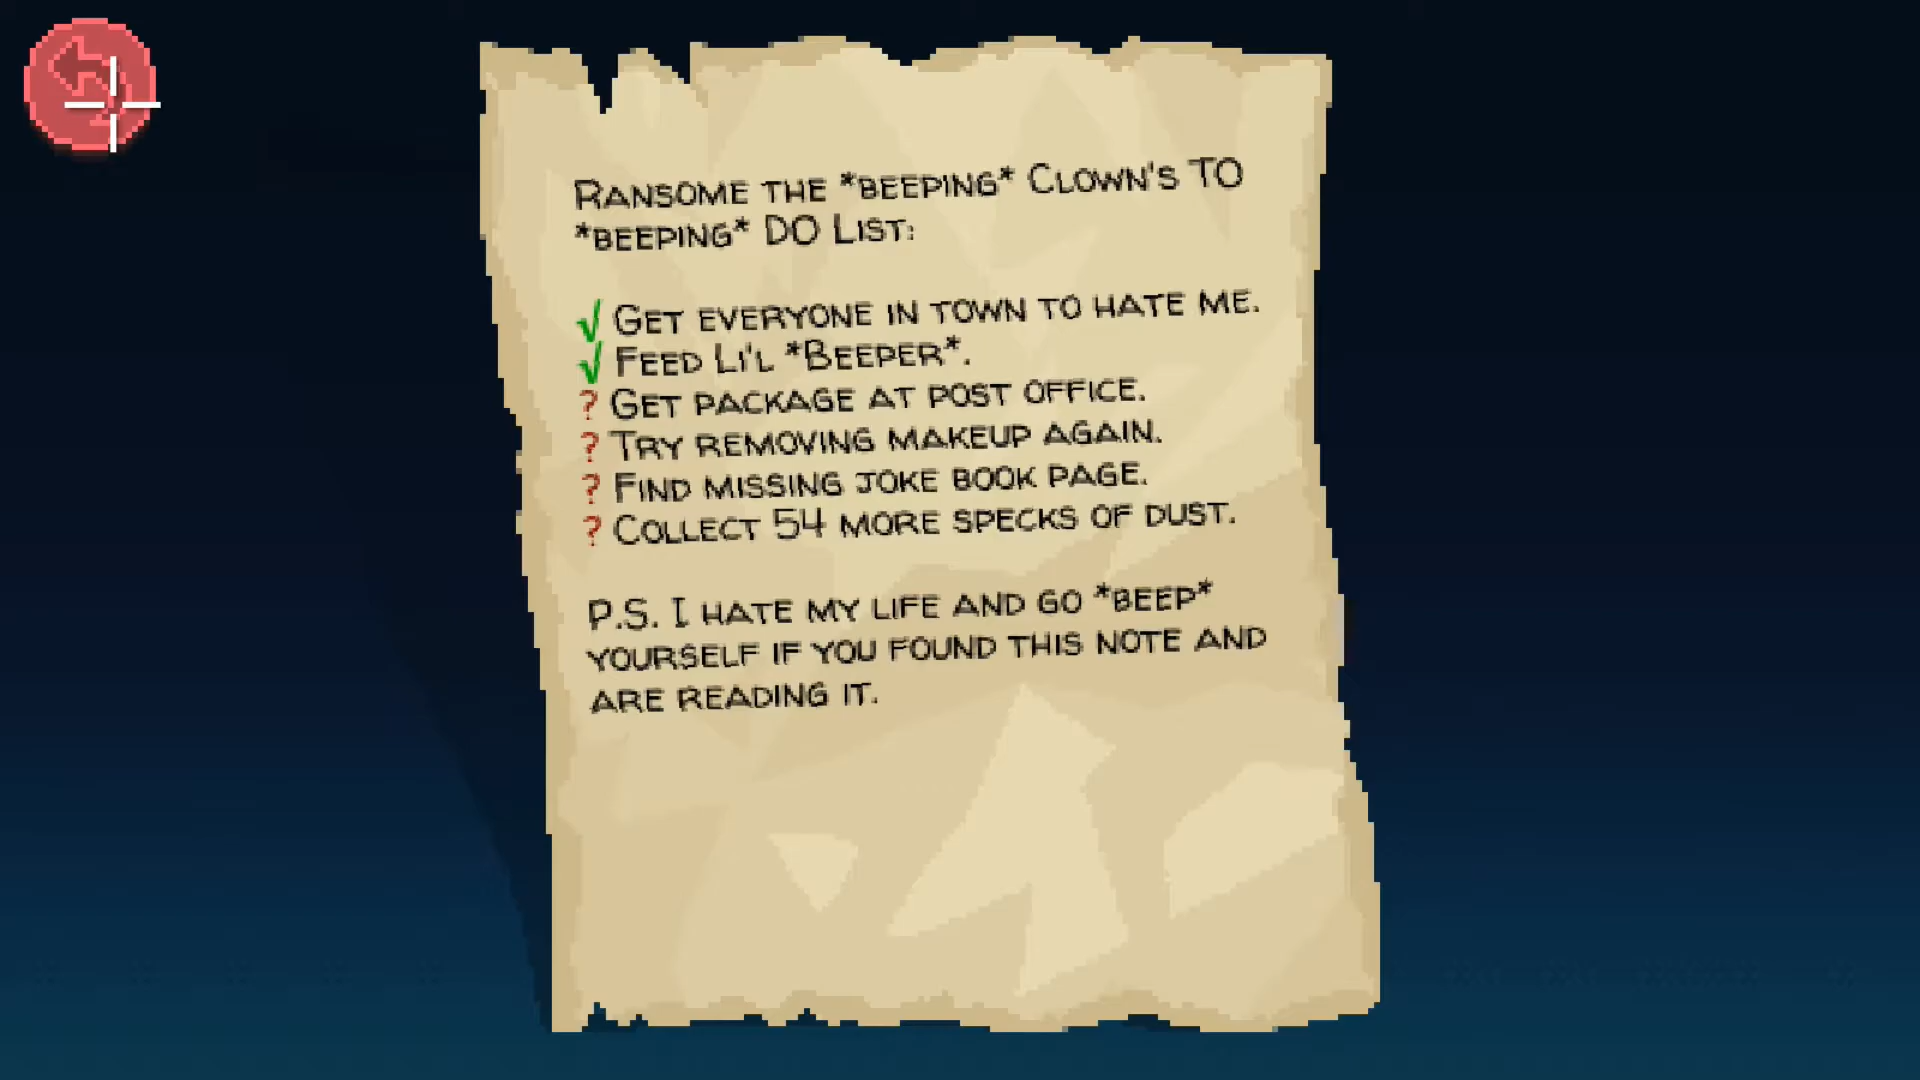 Ransome the *beeping* Clown's TO
*beeping* DO List:
√ Get everyone in town to hate me.
√ Feed Li'l *Beeper*.
? Get package at post office.
? Try removing makeup again.
? Find missing joke book page.
? Collect 54 more specks of dust.
P.S. I hate my life and go *beep*
yourself if you found this note and
are reading it.